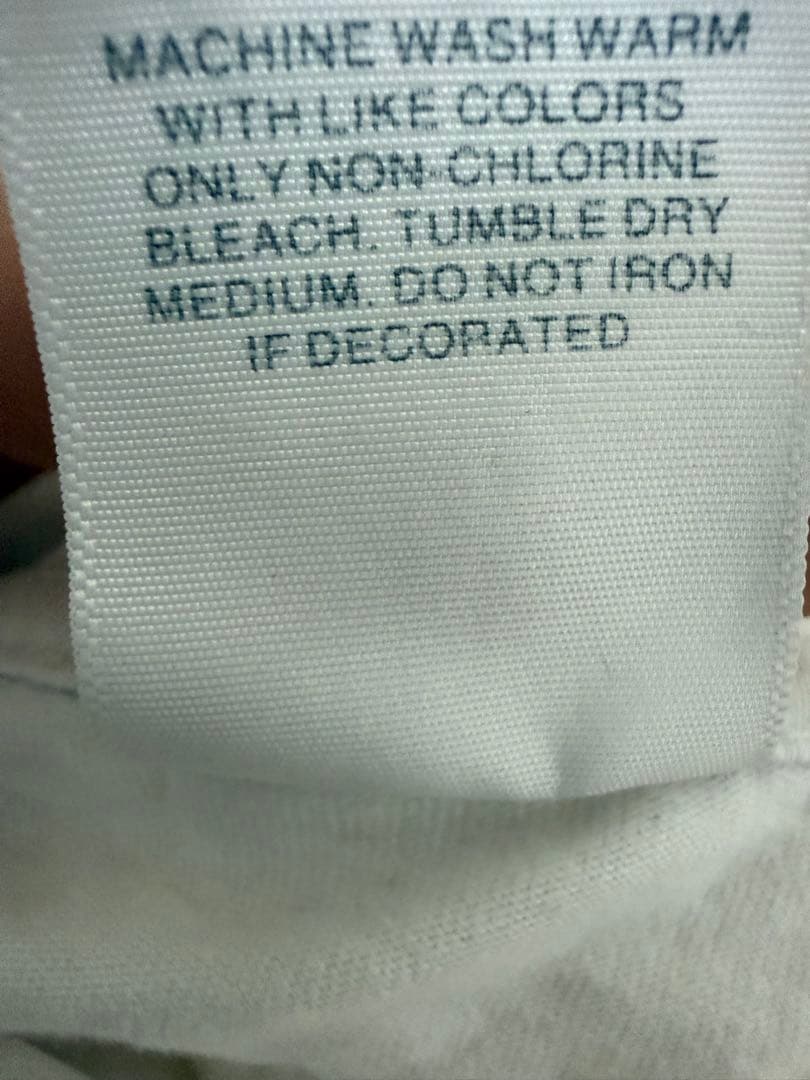 MACHINE WASH WARM
WITH LIKE COLORS
ONLY NON-CHLORINE
BLEACH. TUMBLE DRY
MEDIUM. DO NOT IRON
IF DECORATED